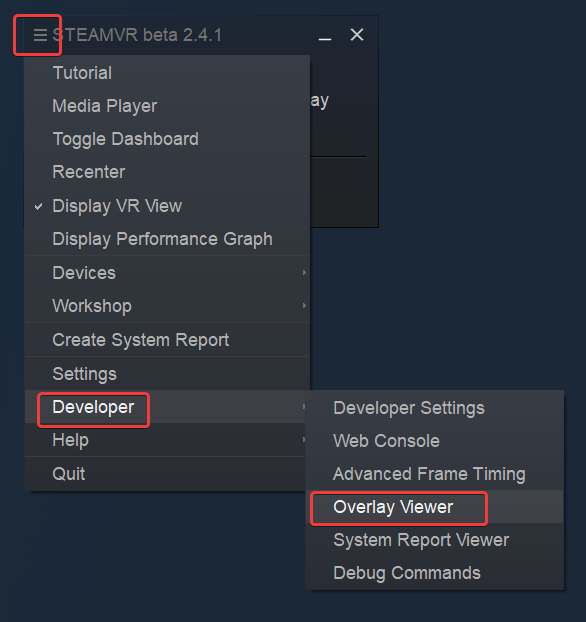 STEAMVR beta 2.4.1
Tutorial
ay
Media Player
Toggle Dashboard
Recenter
Display VR View
Display Performance Graph
Devices
Workshop
Create System Report
Settings
Developer
Help
Quit
Developer Settings
Web Console
Advanced Frame Timing
Overlay Viewer
System Report Viewer
Debug Commands